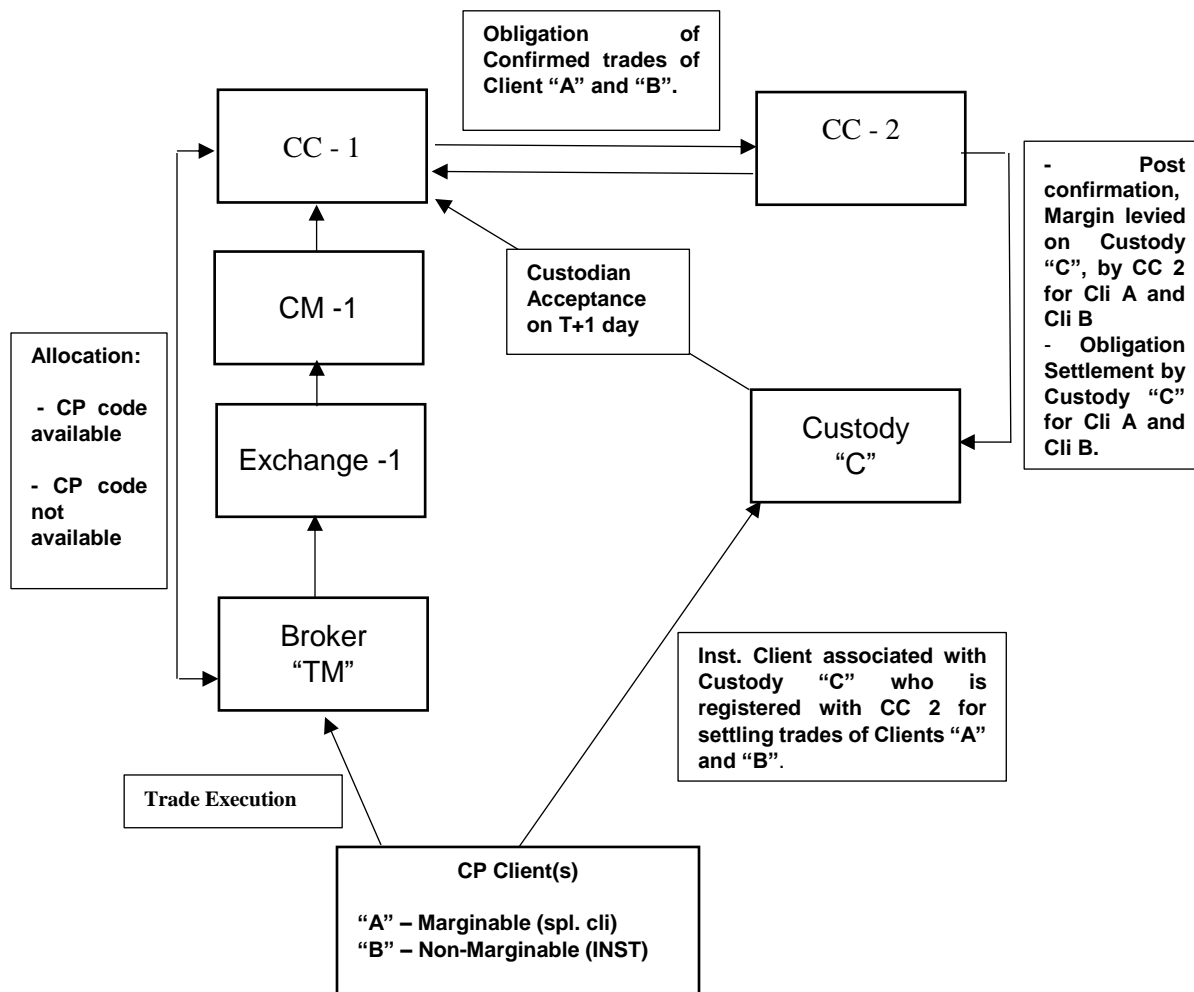 Obligation of
Confirmed trades of
Client “A” and “B”.
CC - 1
CC - 2
- Post
confirmation,
Margin levied
on Custody
“C”, by CC 2
for Cli A and
Cli B
- Obligation
Settlement by
Custody “C”
for Cli A and
Cli B.
Custodian
Acceptance
on T+1 day
CM -1
Allocation:
- CP code
available
- CP code
not
available
Exchange -1
Custody
“C”
Broker
“TM”
Inst. Client associated with
Custody “C” who is
registered with CC 2 for
settling trades of Clients “A”
and “B”.
Trade Execution
CP Client(s)
“A” – Marginable (spl. cli)
“B” – Non-Marginable (INST)